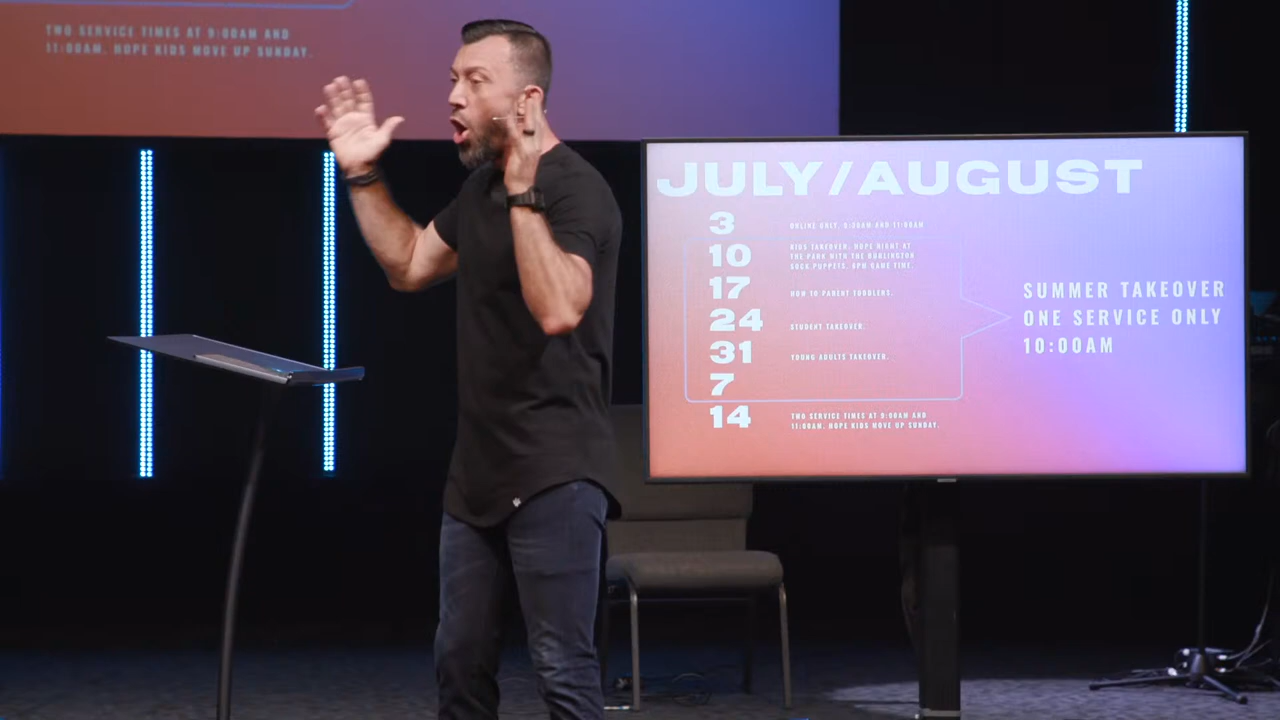 TWO SERVICE TIMES AT 9:00AM AND
11:00AM. HOPE KIDS MOVE UP SUNDAY.
JULY/AUGUST
3 ONLINE ONLY, 9:30AM AND 11:00AM
10 KIDS TAKEOVER. HOPE NIGHT AT
THE PARK WITH THE BURLINGTON
SOCK PUPPETS. 6PM GAME TIME.
17 HOW TO PARENT TODDLERS.
24 STUDENT TAKEOVER.
31 YOUNG ADULTS TAKEOVER.
7
14 TWO SERVICE TIMES AT 9:00AM AND
11:00AM. HOPE KIDS MOVE UP SUNDAY.
SUMMER TAKEOVER
ONE SERVICE ONLY
10:00AM